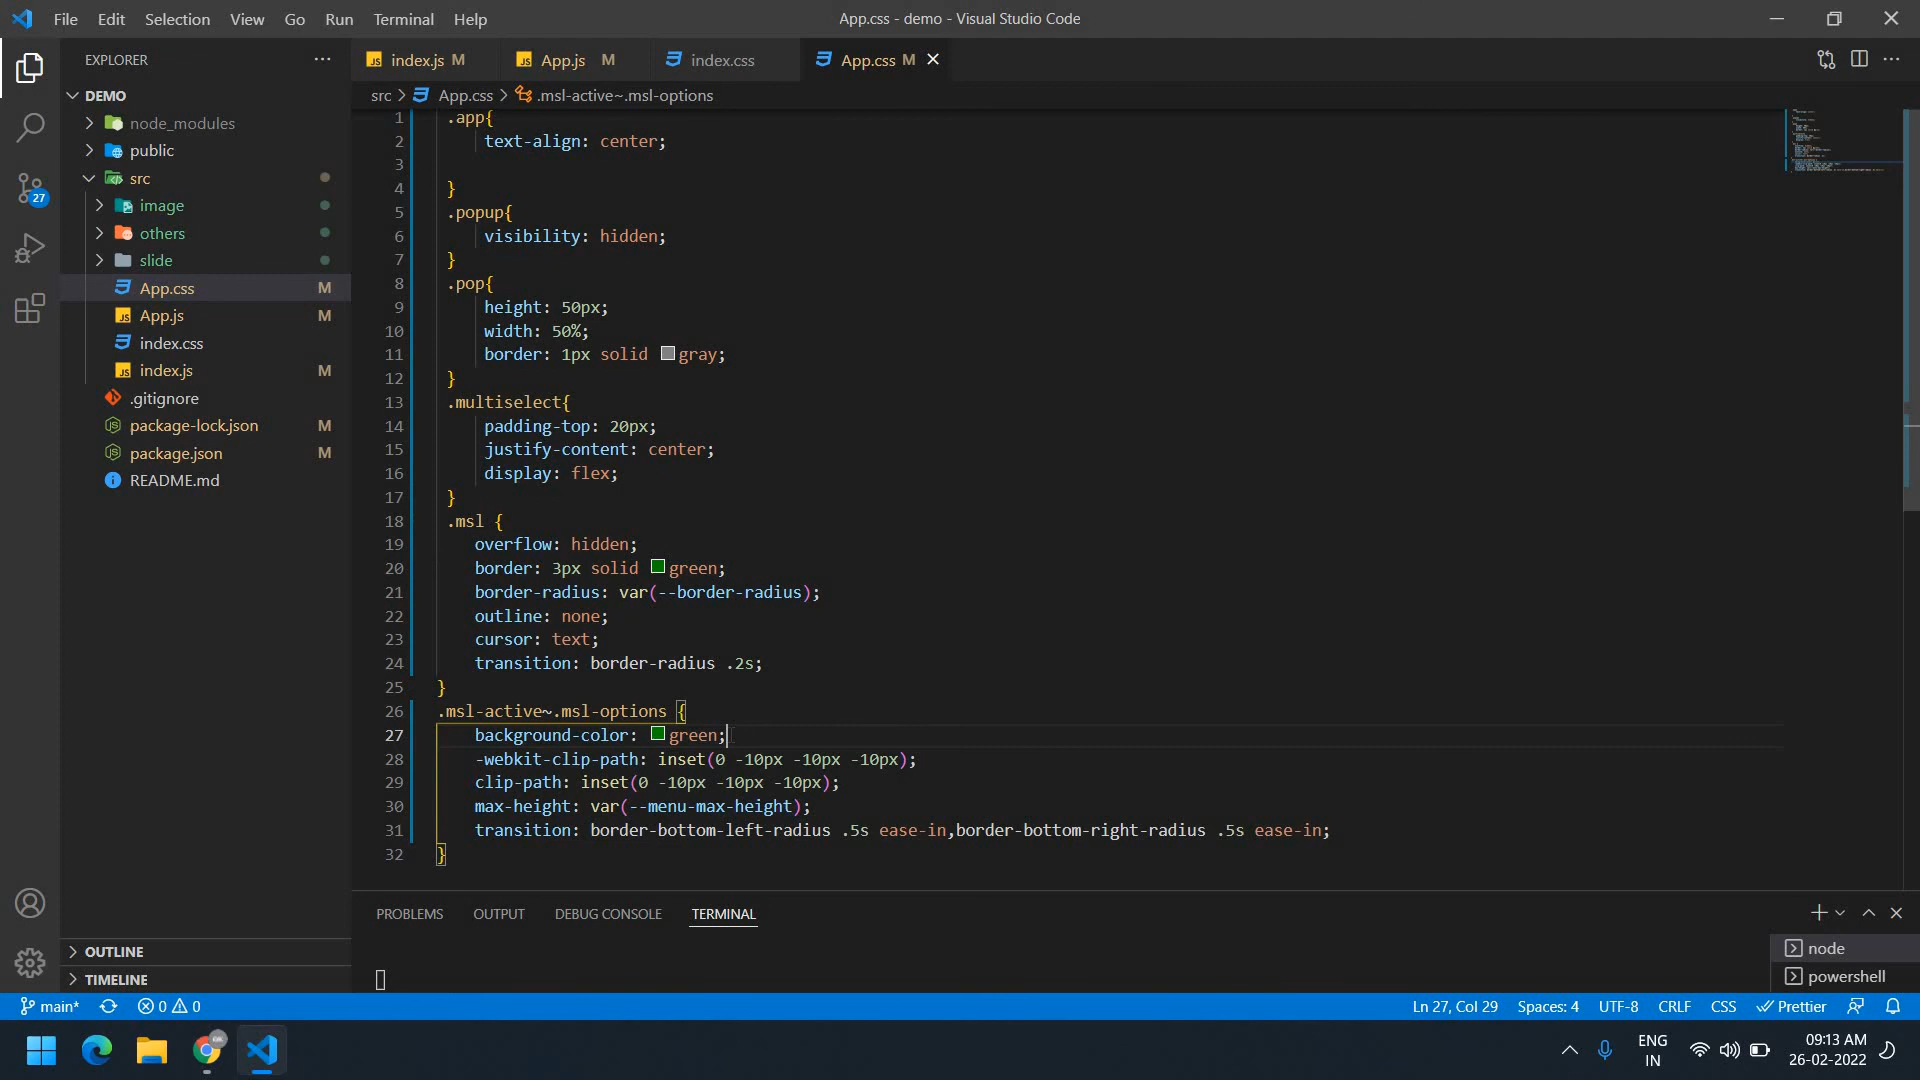 File Edit Selection View Go Run Terminal Help
App.css - demo - Visual Studio Code
EXPLORER
index.js M
App.js M
index.css
App.css M
DEMO
src > App.css > .msl-active~.msl-options
node_modules
public
src
image
others
slide
App.css M
App.js M
index.css
index.js M
.gitignore
package-lock.json M
package.json M
README.md
27
1 .app{
2 text-align: center;
3
4 }
5 .popup{
6 visibility: hidden;
7 }
8 .pop{
9 height: 50px;
10 width: 50%;
11 border: 1px solid gray;
12 }
13 .multiselect{
14 padding-top: 20px;
15 justify-content: center;
16 display: flex;
17 }
18 .msl {
19 overflow: hidden;
20 border: 3px solid green;
21 border-radius: var(--border-radius);
22 outline: none;
23 cursor: text;
24 transition: border-radius .2s;
25 }
26 .msl-active~.msl-options {
27 background-color: green;
28 -webkit-clip-path: inset(0 -10px -10px -10px);
29 clip-path: inset(0 -10px -10px -10px);
30 max-height: var(--menu-max-height);
31 transition: border-bottom-left-radius .5s ease-in,border-bottom-right-radius .5s ease-in;
32 }
PROBLEMS OUTPUT DEBUG CONSOLE TERMINAL
node
powershell
OUTLINE
TIMELINE
main* 0 0
Ln 27, Col 29 Spaces: 4 UTF-8 CRLF CSS Prettier
ENG
IN
09:13 AM
26-02-2022